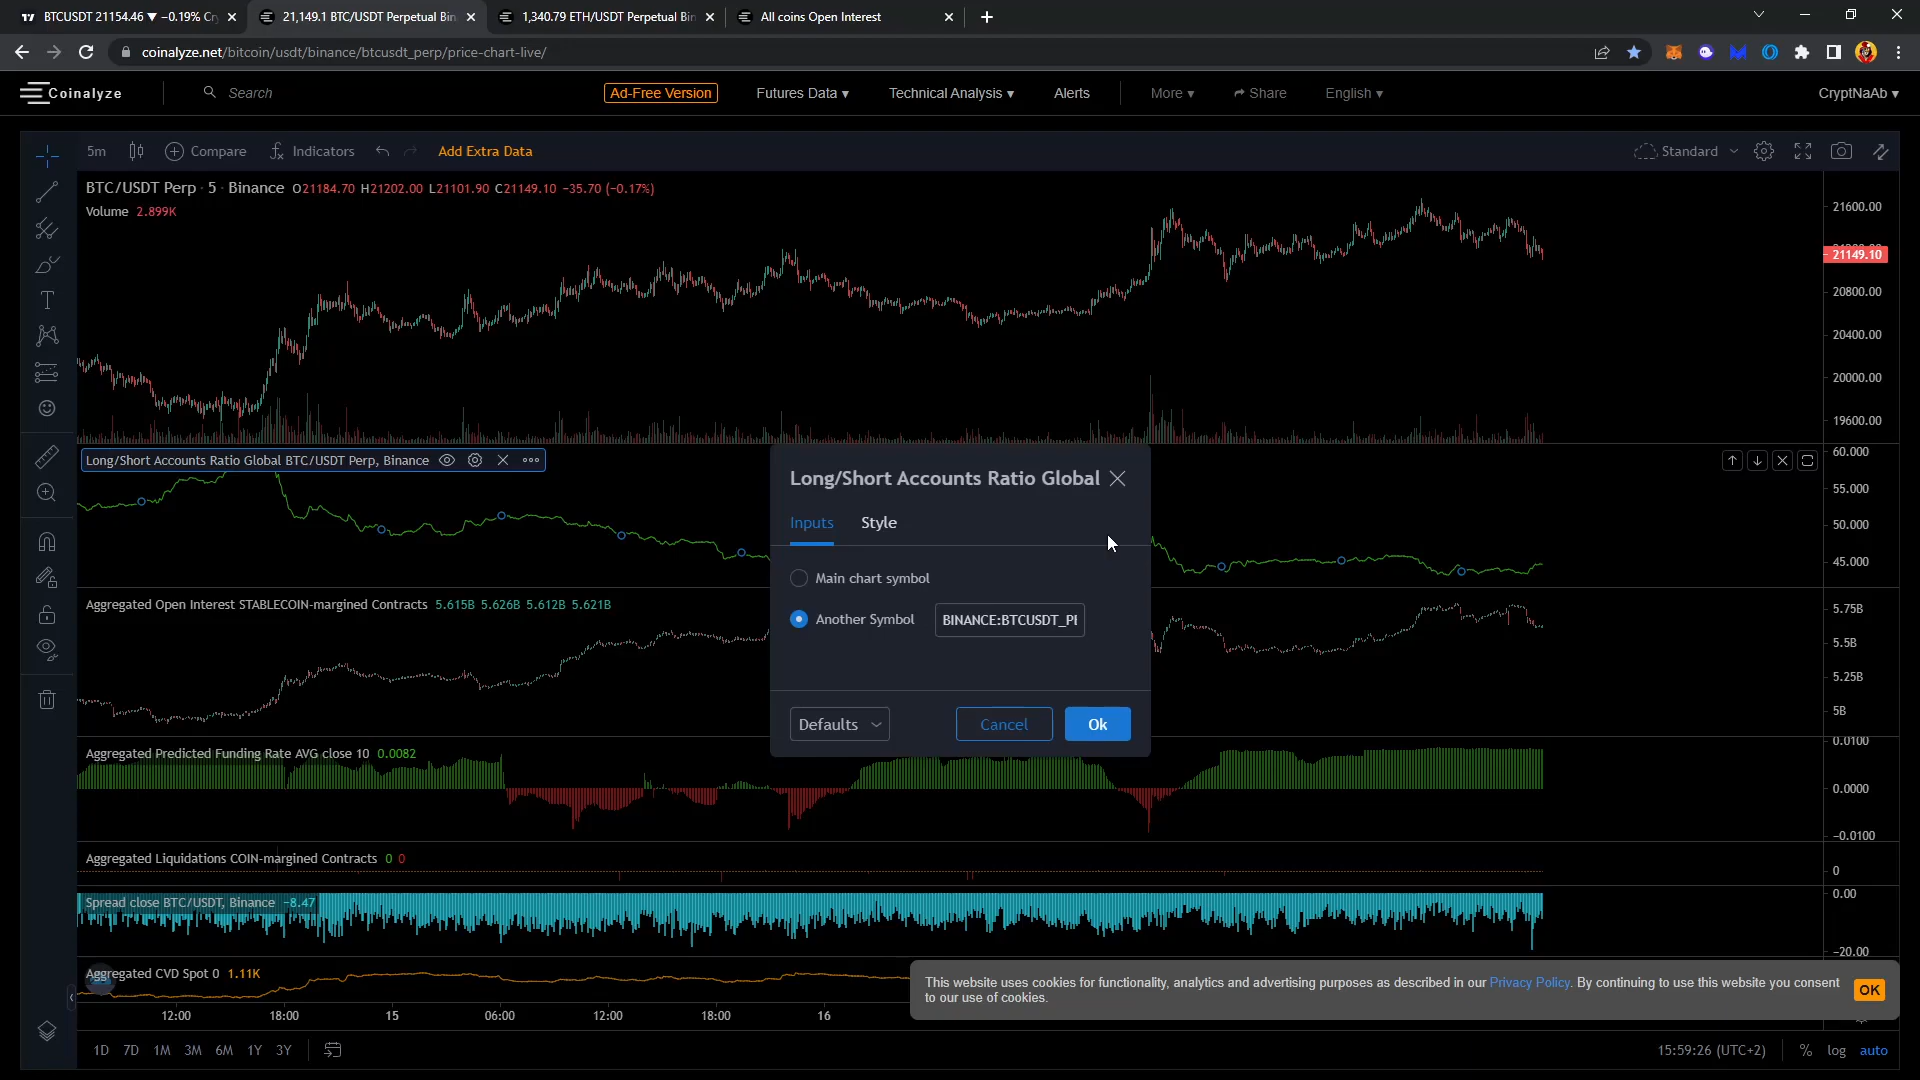 BTCUSDT 21154.46 ▼ −0.19% Cr
21,149.1 BTC/USDT Perpetual Bin
1,340.79 ETH/USDT Perpetual Bin
All coins Open Interest
coinalyze.net/bitcoin/usdt/binance/btcusdt_perp/price-chart-live/
Coinalyze
Search
Ad-Free Version
Futures Data ▾
Technical Analysis ▾
Alerts
More ▾
Share
English ▾
CryptNaAb ▾
5m
Compare
Indicators
Add Extra Data
Standard
BTC/USDT Perp · 5 · Binance O21184.70 H21202.00 L21101.90 C21149.10 −35.70 (−0.17%)
Volume 2.899K
21600.00
21149.10
20800.00
20400.00
20000.00
19600.00
Long/Short Accounts Ratio Global BTC/USDT Perp, Binance
60.000
55.000
50.000
45.000
Long/Short Accounts Ratio Global
Inputs Style
Main chart symbol
Another Symbol BINANCE:BTCUSDT_PI
Defaults
Cancel
Ok
Aggregated Open Interest STABLECOIN-margined Contracts 5.615B 5.626B 5.612B 5.621B
5.75B
5.5B
5.25B
5B
Aggregated Predicted Funding Rate AVG close 10 0.0082
0.0100
0.0000
−0.0100
Aggregated Liquidations COIN-margined Contracts 0 0
0
Spread close BTC/USDT, Binance −8.47
0.00
−20.00
Aggregated CVD Spot 0 1.11K
This website uses cookies for functionality, analytics and advertising purposes as described in our Privacy Policy. By continuing to use this website you consent
to our use of cookies.
OK
12:00 18:00 15 06:00 12:00 18:00 16
1D 7D 1M 3M 6M 1Y 3Y
15:59:26 (UTC+2)
% log auto